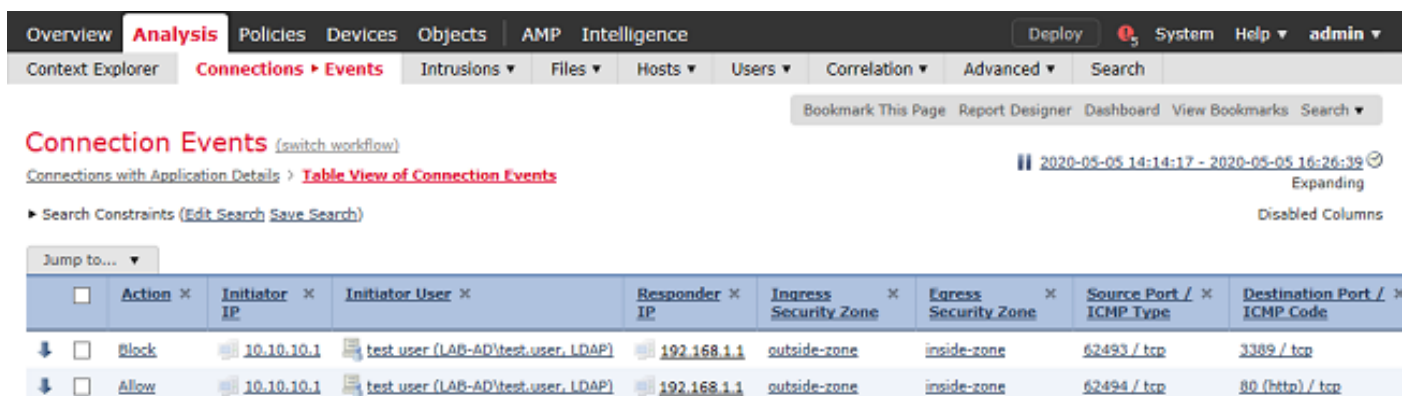 Overview Analysis Policies Devices Objects AMP Intelligence Deploy 5 System Help ▾ admin ▾
Context Explorer Connections ▸ Events Intrusions ▾ Files ▾ Hosts ▾ Users ▾ Correlation ▾ Advanced ▾ Search
Bookmark This Page Report Designer Dashboard View Bookmarks Search ▾
Connection Events (switch workflow)
2020-05-05 14:14:17 - 2020-05-05 16:26:39
Connections with Application Details > Table View of Connection Events
Expanding
▸ Search Constraints (Edit Search Save Search)
Disabled Columns
Jump to... ▾
Action × Initiator IP × Initiator User × Responder IP × Ingress Security Zone × Egress Security Zone × Source Port / ICMP Type × Destination Port / ICMP Code ×
Block 10.10.10.1 test user (LAB-AD\test.user, LDAP) 192.168.1.1 outside-zone inside-zone 62493 / tcp 3389 / tcp
Allow 10.10.10.1 test user (LAB-AD\test.user, LDAP) 192.168.1.1 outside-zone inside-zone 62494 / tcp 80 (http) / tcp